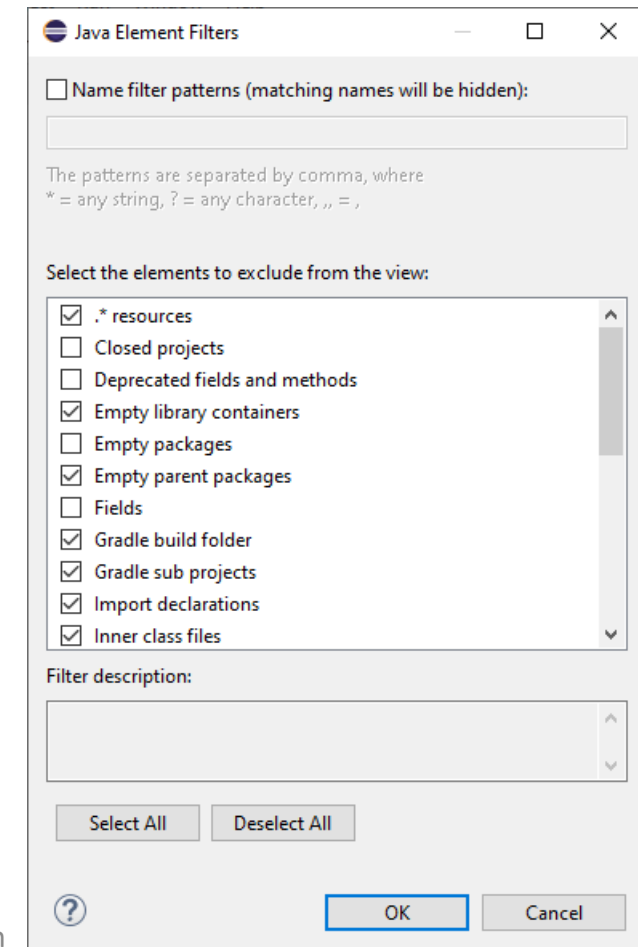 Java Element Filters
Name filter patterns (matching names will be hidden):
The patterns are separated by comma, where
* = any string, ? = any character, ,, = ,
Select the elements to exclude from the view:
.* resources
Closed projects
Deprecated fields and methods
Empty library containers
Empty packages
Empty parent packages
Fields
Gradle build folder
Gradle sub projects
Import declarations
Inner class files
Filter description:
Select All
Deselect All
?
OK
Cancel